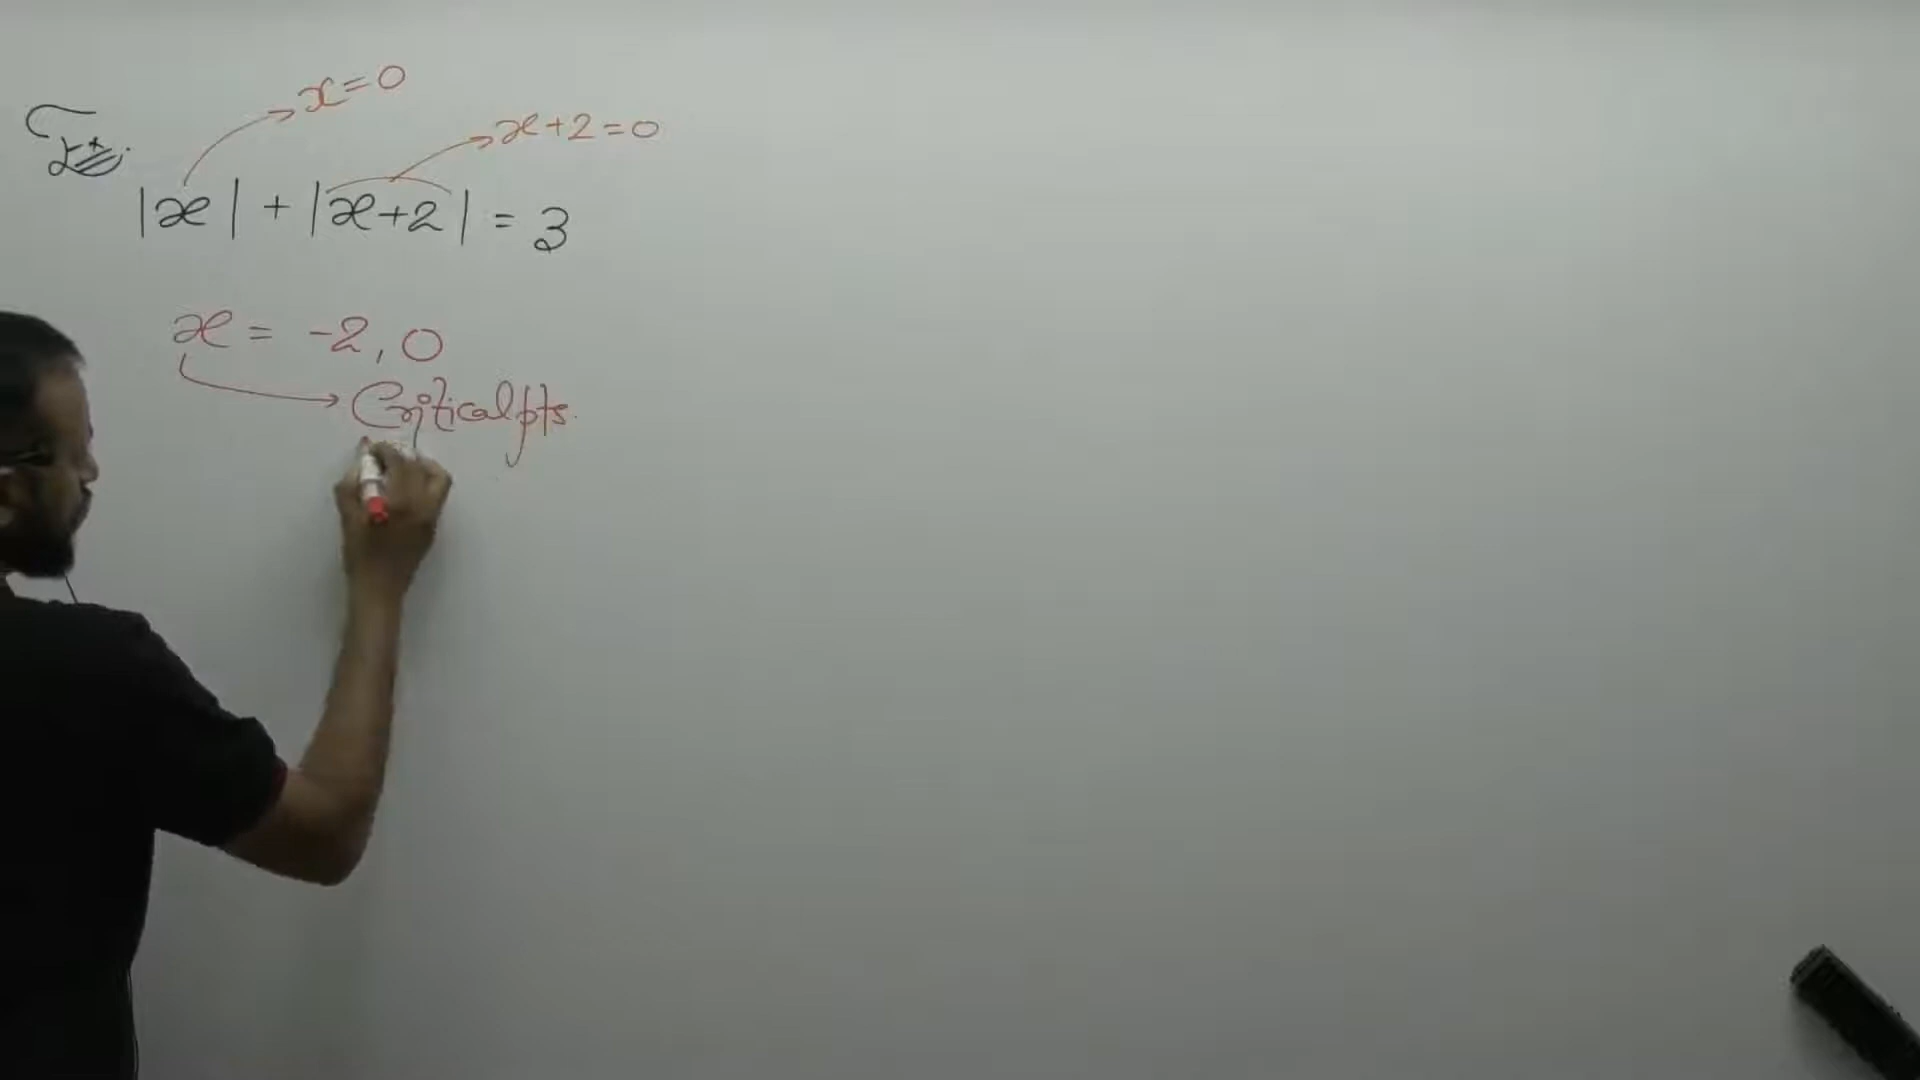 x=0
x+2=0
Ex.
|x| + |x+2| = 3
x = -2, 0
Critical pts.